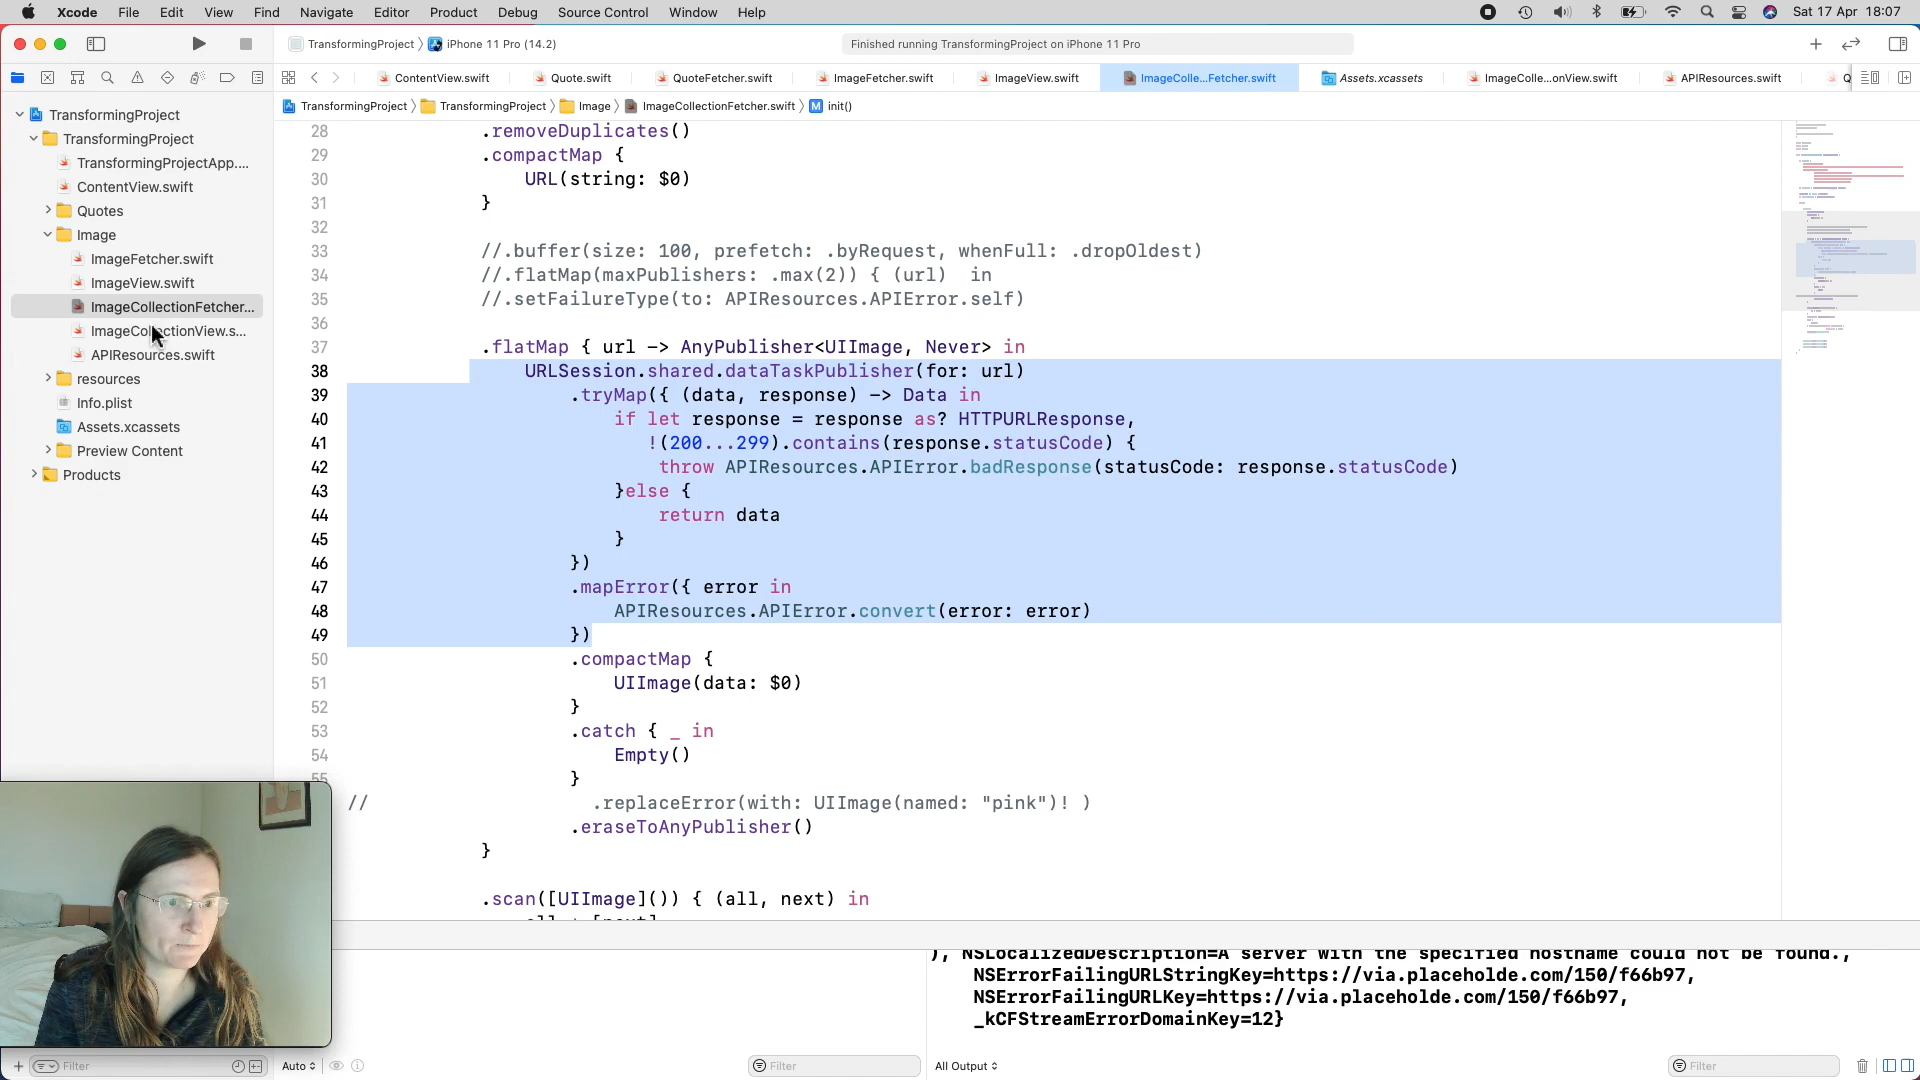 Xcode File Edit View Find Navigate Editor Product Debug Source Control Window Help
Sat 17 Apr 18:07
TransformingProject iPhone 11 Pro (14.2)
Finished running TransformingProject on iPhone 11 Pro
ContentView.swift Quote.swift QuoteFetcher.swift ImageFetcher.swift ImageView.swift ImageColle...Fetcher.swift Assets.xcassets ImageColle...onView.swift APIResources.swift Q
TransformingProject TransformingProject Image ImageCollectionFetcher.swift M init()
TransformingProject
TransformingProject
TransformingProjectApp....
ContentView.swift
Quotes
Image
ImageFetcher.swift
ImageView.swift
ImageCollectionFetcher...
ImageCollectionView.s...
APIResources.swift
resources
Info.plist
Assets.xcassets
Preview Content
Products
28 .removeDuplicates()
29 .compactMap {
30 URL(string: $0)
31 }
32
33 //.buffer(size: 100, prefetch: .byRequest, whenFull: .dropOldest)
34 //.flatMap(maxPublishers: .max(2)) { (url) in
35 //.setFailureType(to: APIResources.APIError.self)
36
37 .flatMap { url -> AnyPublisher<UIImage, Never> in
38 URLSession.shared.dataTaskPublisher(for: url)
39 .tryMap({ (data, response) -> Data in
40 if let response = response as? HTTPURLResponse,
41 !(200...299).contains(response.statusCode) {
42 throw APIResources.APIError.badResponse(statusCode: response.statusCode)
43 }else {
44 return data
45 }
46 })
47 .mapError({ error in
48 APIResources.APIError.convert(error: error)
49 })
50 .compactMap {
51 UIImage(data: $0)
52 }
53 .catch { _ in
54 Empty()
55 }
// .replaceError(with: UIImage(named: "pink")! )
.eraseToAnyPublisher()
}
.scan([UIImage]()) { (all, next) in
), NSLocalizedDescription=A server with the specified hostname could not be found.,
NSErrorFailingURLStringKey=https://via.placeholde.com/150/f66b97,
NSErrorFailingURLKey=https://via.placeholde.com/150/f66b97,
_kCFStreamErrorDomainKey=12}
Filter
Auto
Filter
All Output
Filter